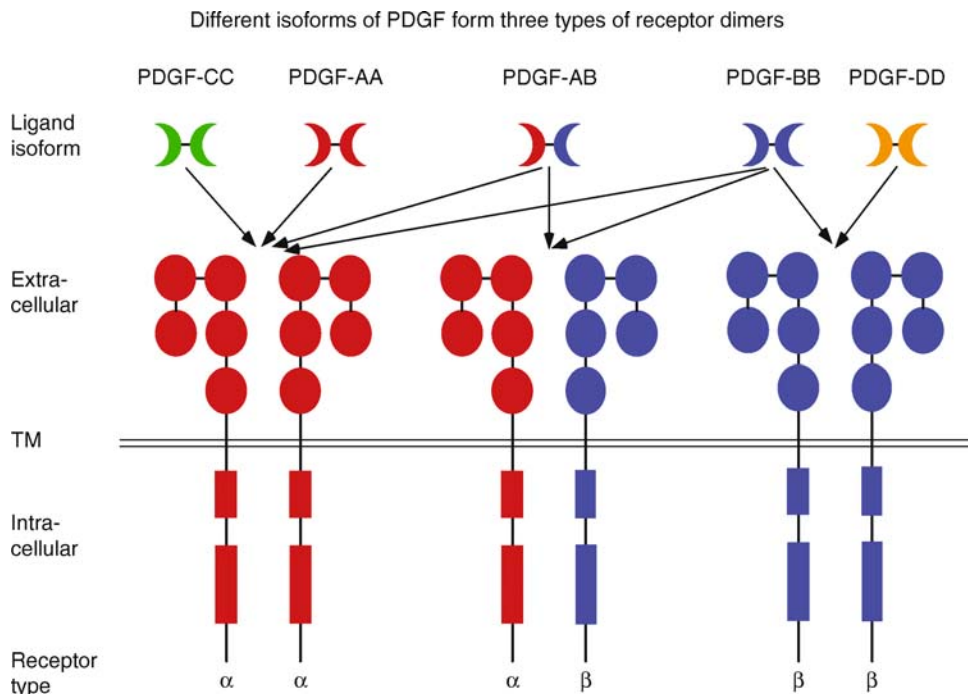 Different isoforms of PDGF form three types of receptor dimers
PDGF-CC PDGF-AA PDGF-AB PDGF-BB PDGF-DD
Ligand
isoform
Extra-
cellular
TM
Intra-
cellular
Receptor
type
α α α β β β